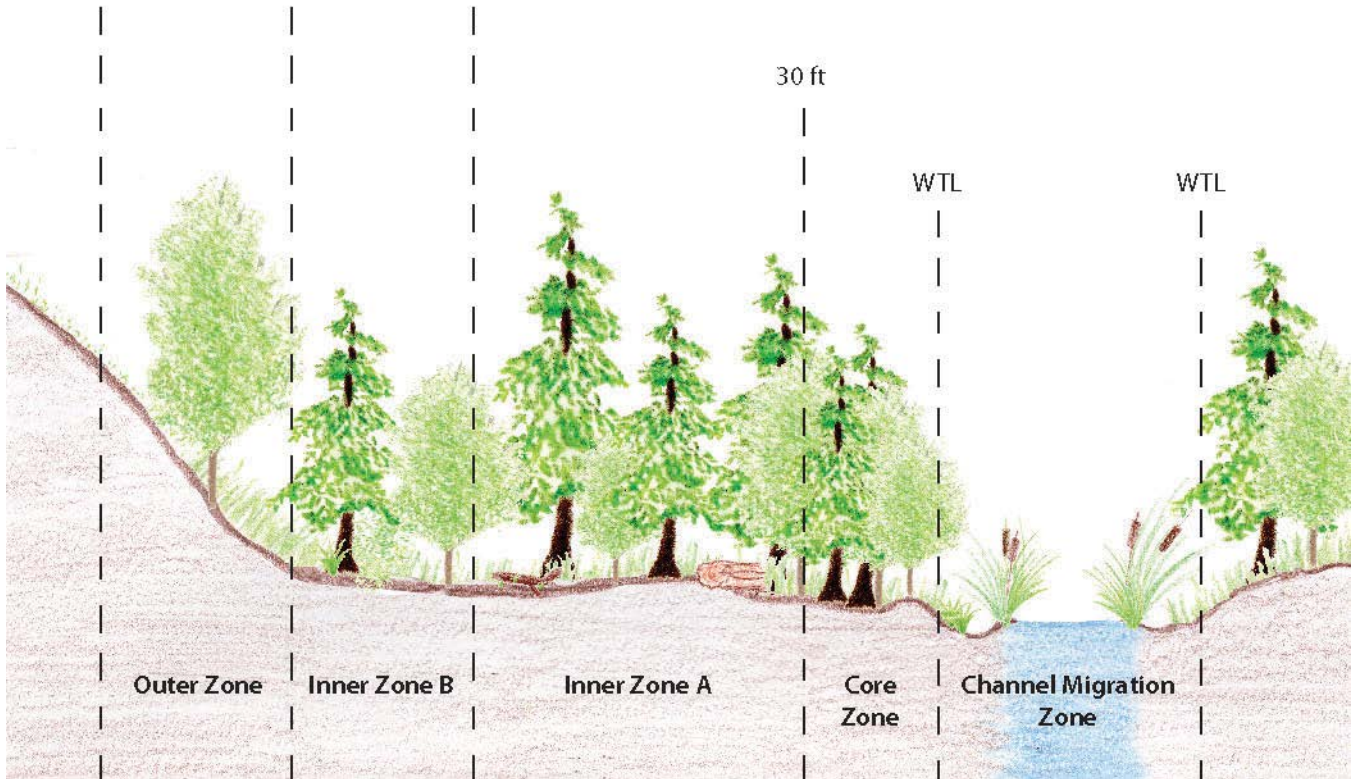 30 ft
WTL
WTL
Outer Zone
Inner Zone B
Inner Zone A
Core
Zone
Channel Migration
Zone